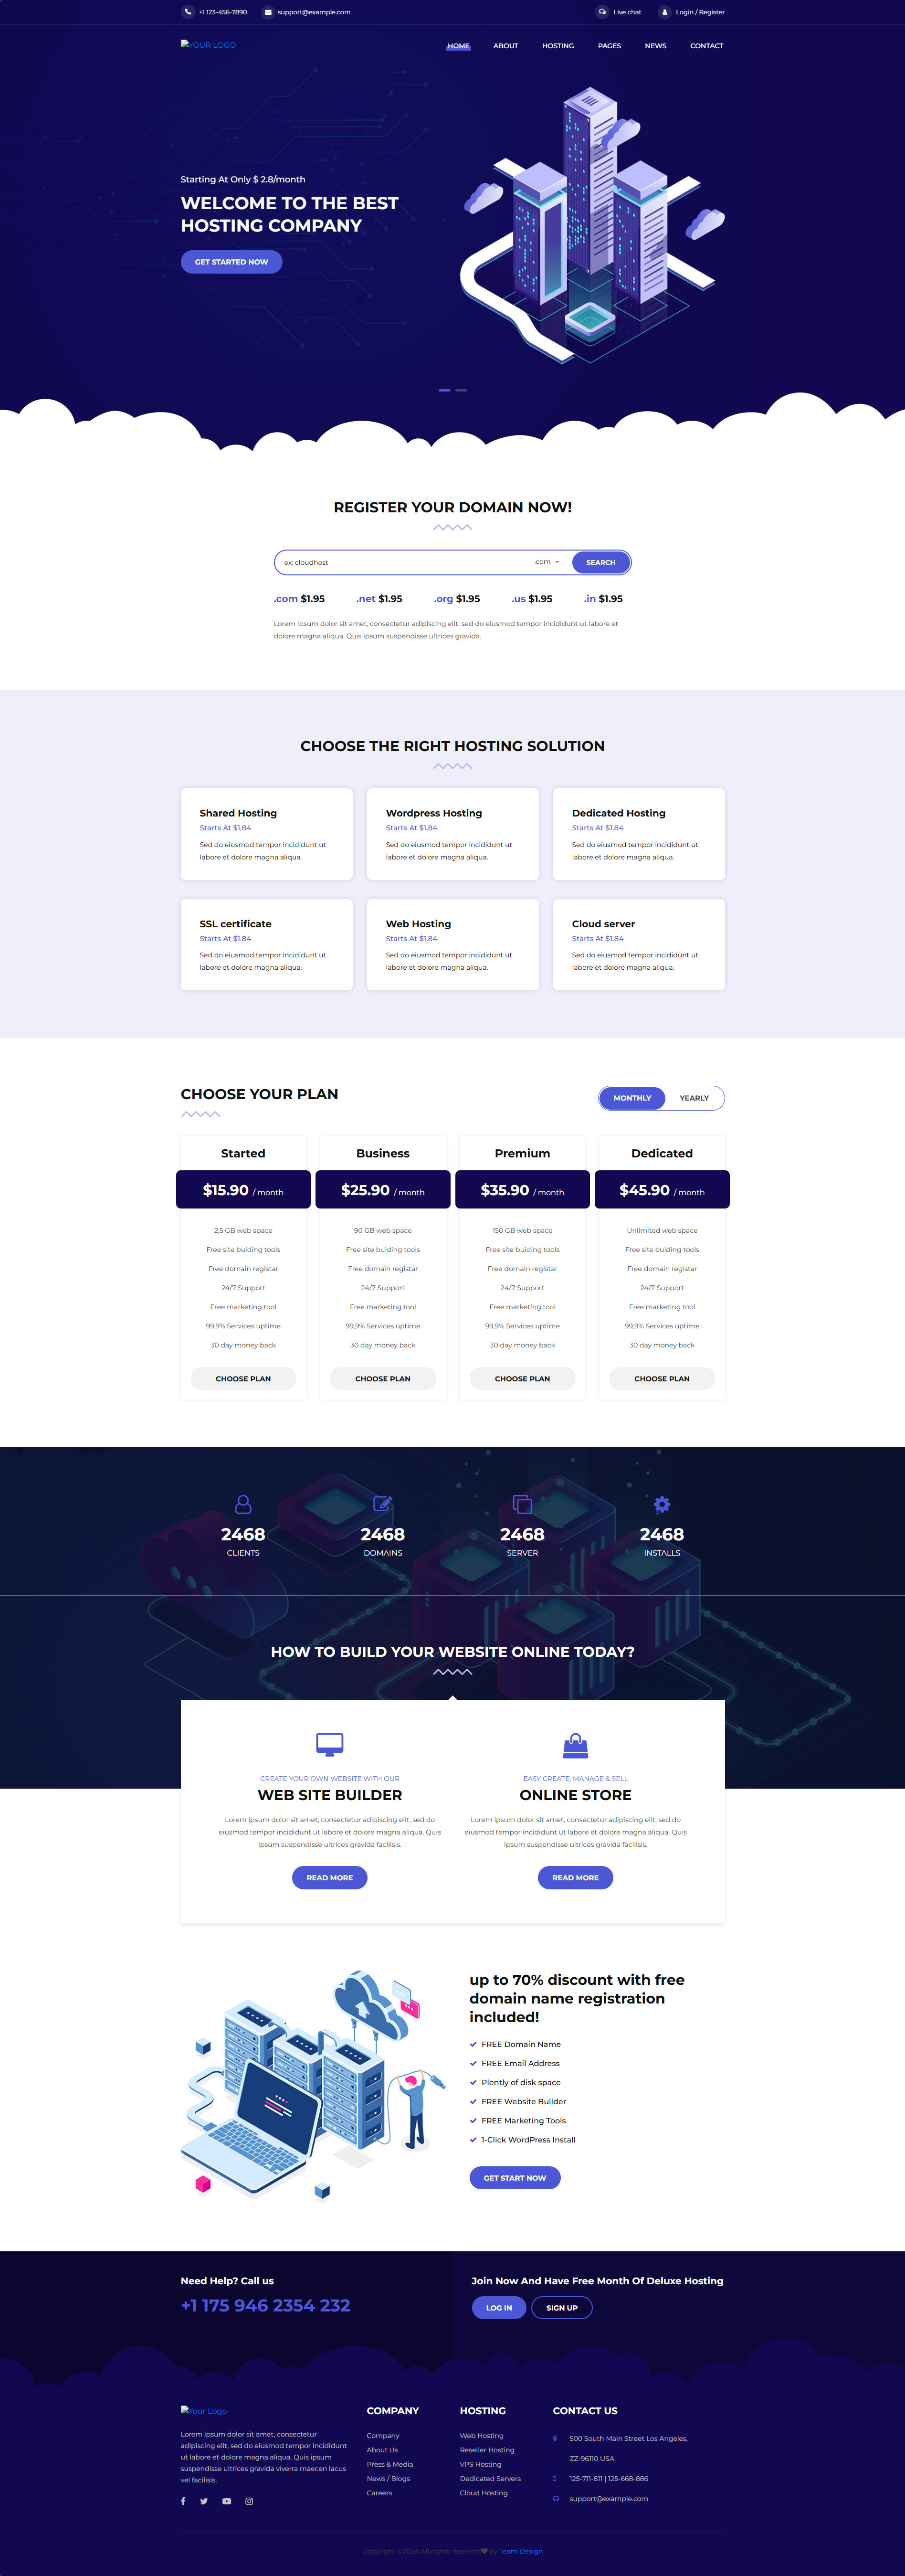 +1 123-456-7890 support@example.com Live chat Login / Register
YOUR LOGO HOME ABOUT HOSTING PAGES NEWS CONTACT
Starting At Only $ 2.8/month
WELCOME TO THE BEST
HOSTING COMPANY
GET STARTED NOW
REGISTER YOUR DOMAIN NOW!
ex: cloudhost .com SEARCH
.com $1.95 .net $1.95 .org $1.95 .us $1.95 .in $1.95
Lorem ipsum dolor sit amet, consectetur adipiscing elit, sed do eiusmod tempor incididunt ut labore et
dolore magna aliqua. Quis ipsum suspendisse ultrices gravida.
CHOOSE THE RIGHT HOSTING SOLUTION
Shared Hosting
Starts At $1.84
Sed do eiusmod tempor incididunt ut
labore et dolore magna aliqua.
Wordpress Hosting
Starts At $1.84
Sed do eiusmod tempor incididunt ut
labore et dolore magna aliqua.
Dedicated Hosting
Starts At $1.84
Sed do eiusmod tempor incididunt ut
labore et dolore magna aliqua.
SSL certificate
Starts At $1.84
Sed do eiusmod tempor incididunt ut
labore et dolore magna aliqua.
Web Hosting
Starts At $1.84
Sed do eiusmod tempor incididunt ut
labore et dolore magna aliqua.
Cloud server
Starts At $1.84
Sed do eiusmod tempor incididunt ut
labore et dolore magna aliqua.
CHOOSE YOUR PLAN
MONTHLY YEARLY
Started
$15.90 / month
2,5 GB web space
Free site buiding tools
Free domain registar
24/7 Support
Free marketing tool
99,9% Services uptime
30 day money back
CHOOSE PLAN
Business
$25.90 / month
90 GB web space
Free site buiding tools
Free domain registar
24/7 Support
Free marketing tool
99,9% Services uptime
30 day money back
CHOOSE PLAN
Premium
$35.90 / month
150 GB web space
Free site buiding tools
Free domain registar
24/7 Support
Free marketing tool
99,9% Services uptime
30 day money back
CHOOSE PLAN
Dedicated
$45.90 / month
Unlimited web space
Free site buiding tools
Free domain registar
24/7 Support
Free marketing tool
99,9% Services uptime
30 day money back
CHOOSE PLAN
2468 2468 2468 2468
CLIENTS DOMAINS SERVER INSTALLS
HOW TO BUILD YOUR WEBSITE ONLINE TODAY?
CREATE YOUR OWN WEBSITE WITH OUR
WEB SITE BUILDER
Lorem ipsum dolor sit amet, consectetur adipiscing elit, sed do
eiusmod tempor incididunt ut labore et dolore magna aliqua. Quis
ipsum suspendisse ultrices gravida facilisis.
READ MORE
EASY CREATE, MANAGE & SELL
ONLINE STORE
Lorem ipsum dolor sit amet, consectetur adipiscing elit, sed do
eiusmod tempor incididunt ut labore et dolore magna aliqua. Quis
ipsum suspendisse ultrices gravida facilisis.
READ MORE
up to 70% discount with free
domain name registration
included!
FREE Domain Name
FREE Email Address
Plently of disk space
FREE Website Bullder
FREE Marketing Tools
1-Click WordPress Install
GET START NOW
Need Help? Call us
+1 175 946 2354 232
Join Now And Have Free Month Of Deluxe Hosting
LOG IN SIGN UP
Your Logo
Lorem ipsum dolor sit amet, consectetur
adipiscing elit, sed do eiusmod tempor incididunt
ut labore et dolore magna aliqua. Quis ipsum
suspendisse ultrices gravida viverra maecen lacus
vel facilisis.
COMPANY
Company
About Us
Press & Media
News / Blogs
Careers
HOSTING
Web Hosting
Reseller Hosting
VPS Hosting
Dedicated Servers
Cloud Hosting
CONTACT US
500 South Main Street Los Angeles,
ZZ-96110 USA
125-711-811 | 125-668-886
support@example.com
Copyright ©2024 All rights reserved by Team Design